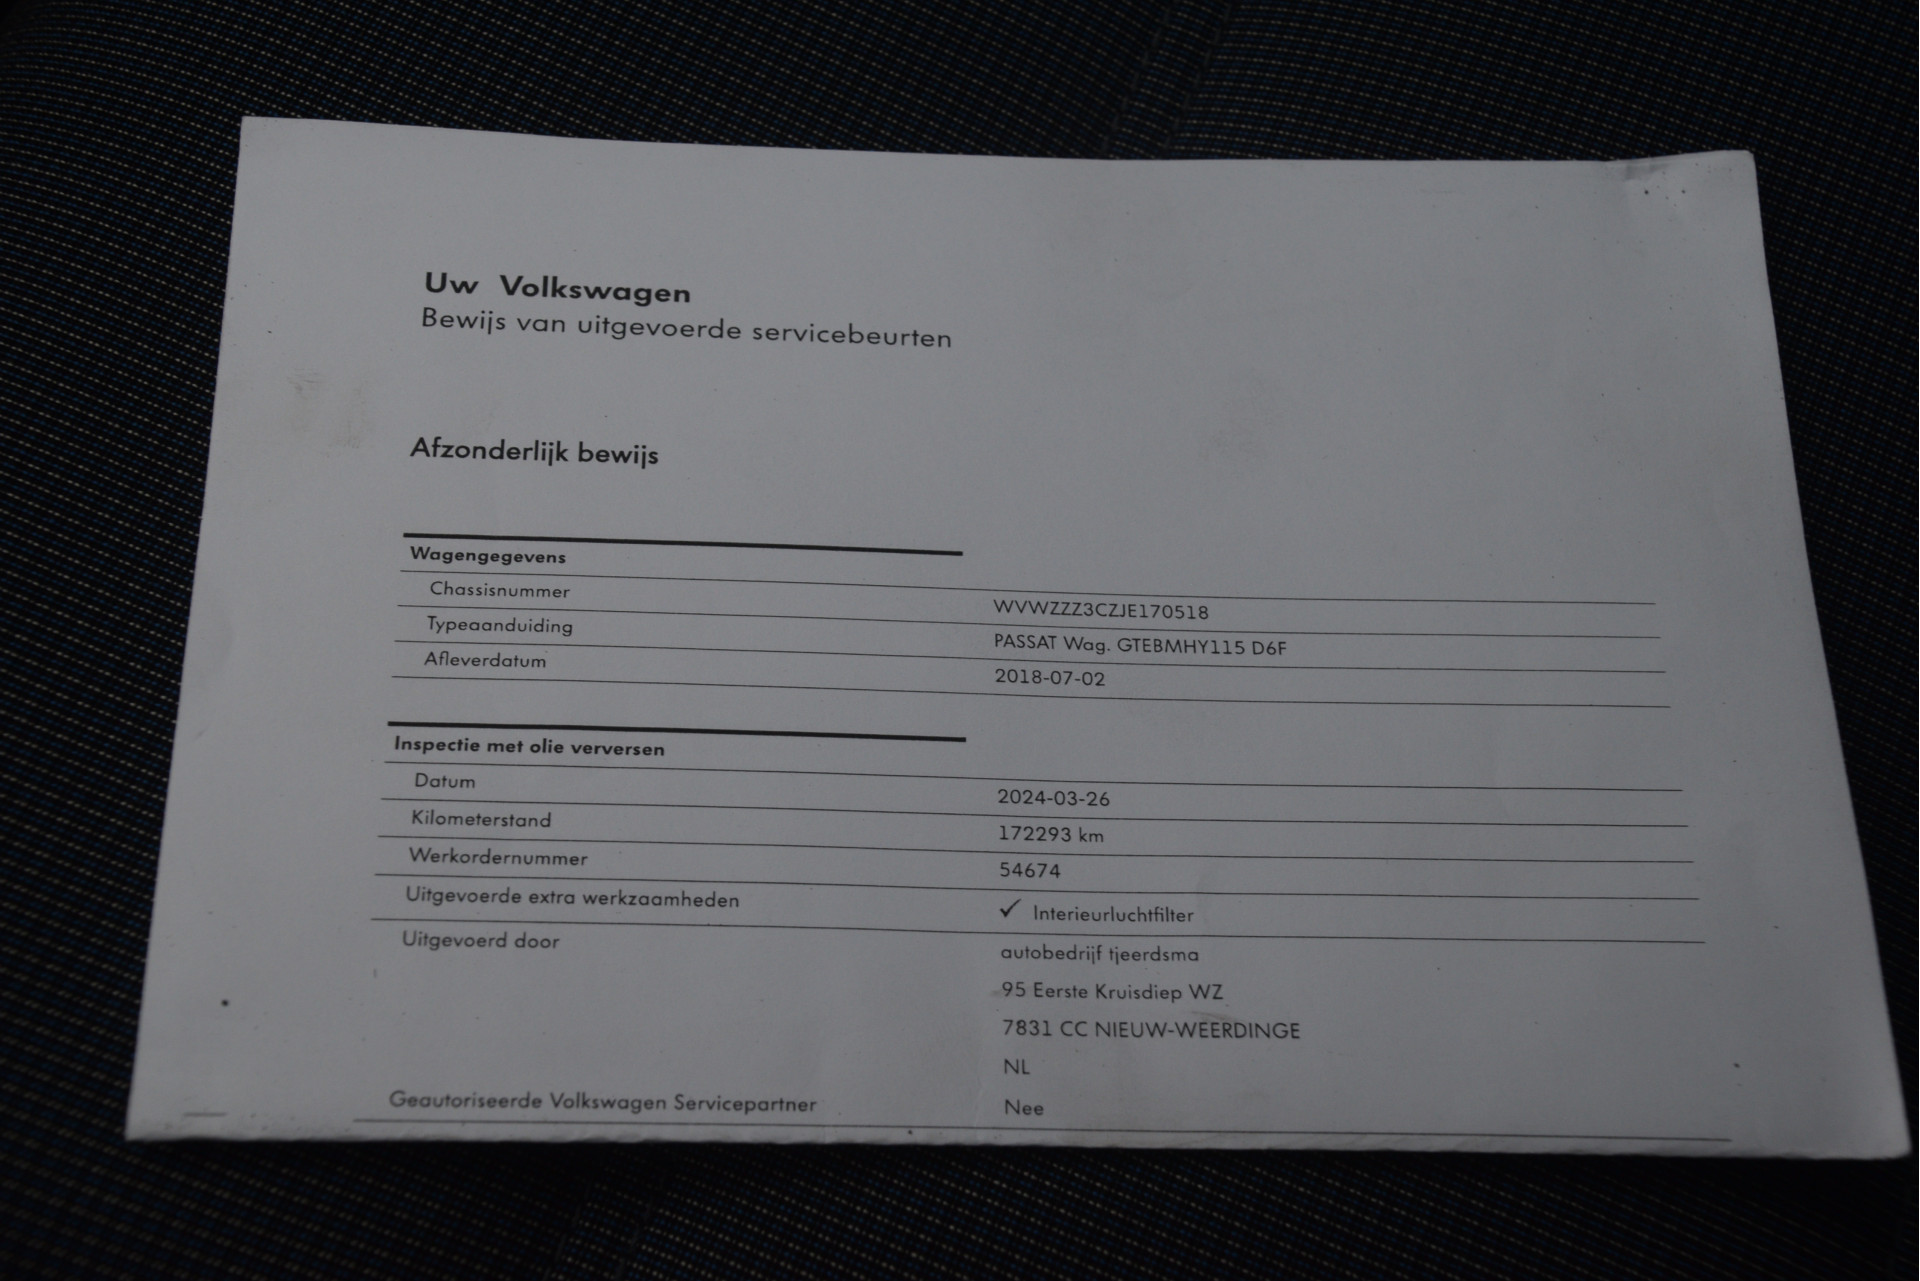 Uw Volkswagen
Bewijs van uitgevoerde servicebeurten
Afzonderlijk bewijs
Wagengegevens
Chassisnummer WVWZZZ3CZJE170518
Typeaanduiding PASSAT Wag. GTEBMHY115 D6F
Afleverdatum 2018-07-02
Inspectie met olie verversen
Datum 2024-03-26
Kilometerstand 172293 km
Werkordernummer 54674
Uitgevoerde extra werkzaamheden ✓ Interieurluchtfilter
Uitgevoerd door autobedrijf tjeerdsma
95 Eerste Kruisdiep WZ
7831 CC NIEUW-WEERDINGE
NL
Geautoriseerde Volkswagen Servicepartner Nee